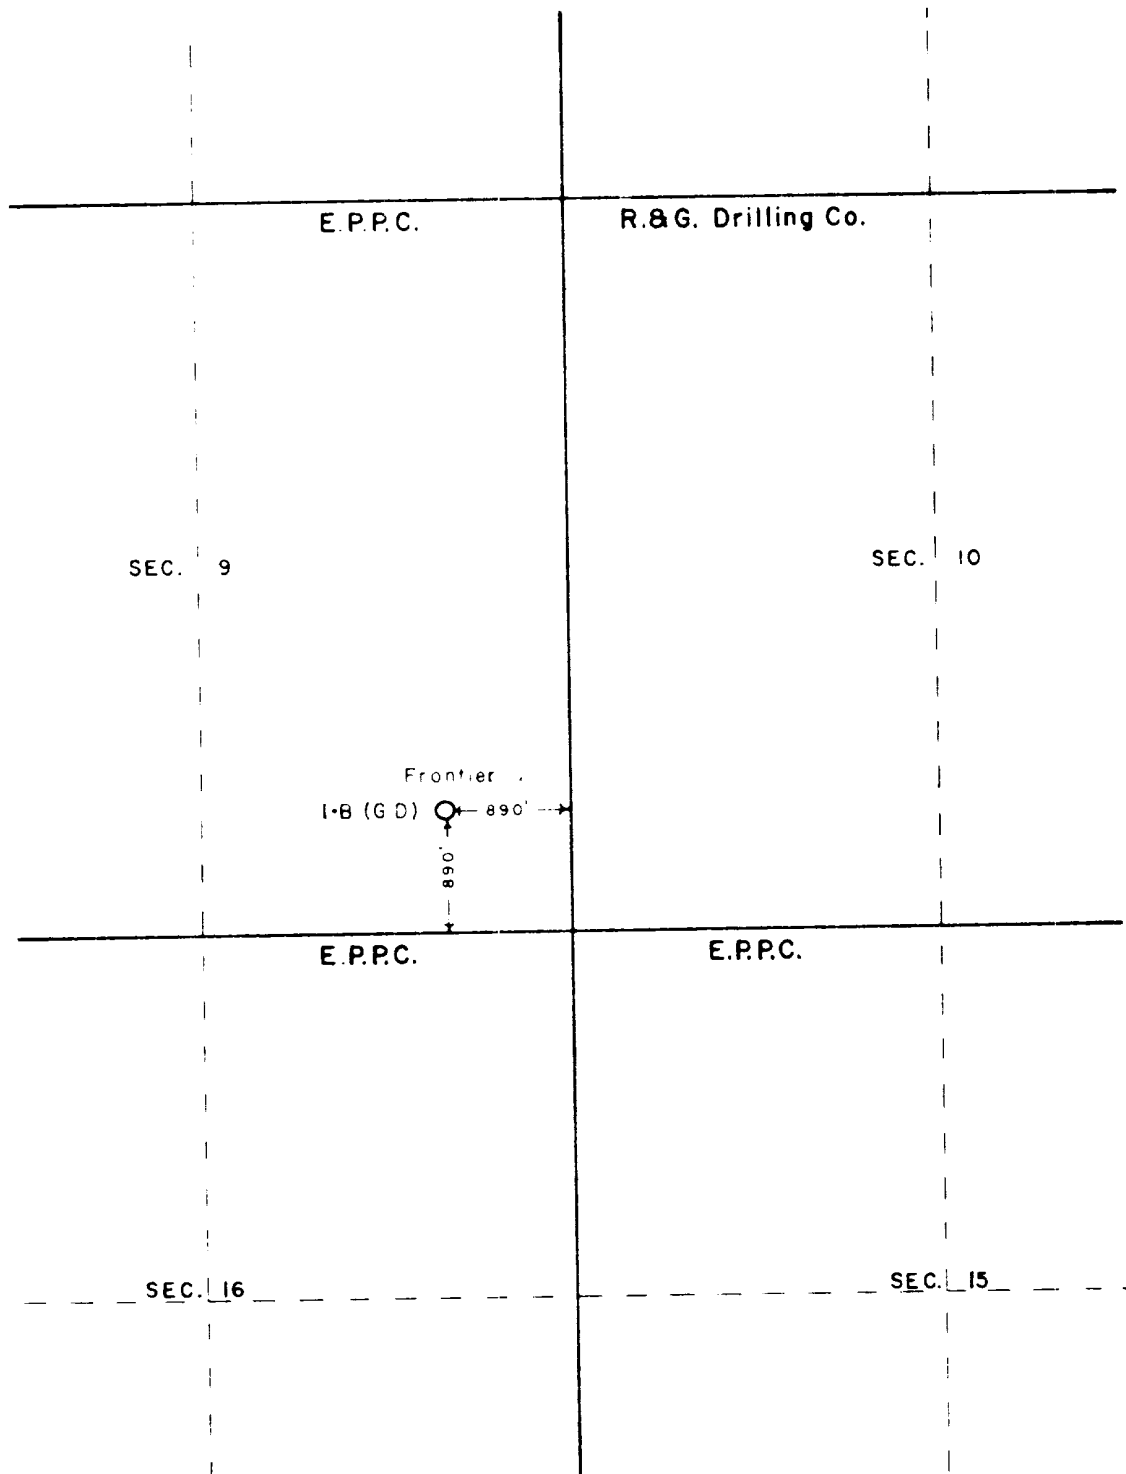 E.P.P.C.
R.&G. Drilling Co.
SEC. 9
SEC. 10
Frontier
1-B (G D)
890'
890'
E.P.P.C.
E.P.P.C.
SEC. 16
SEC. 15